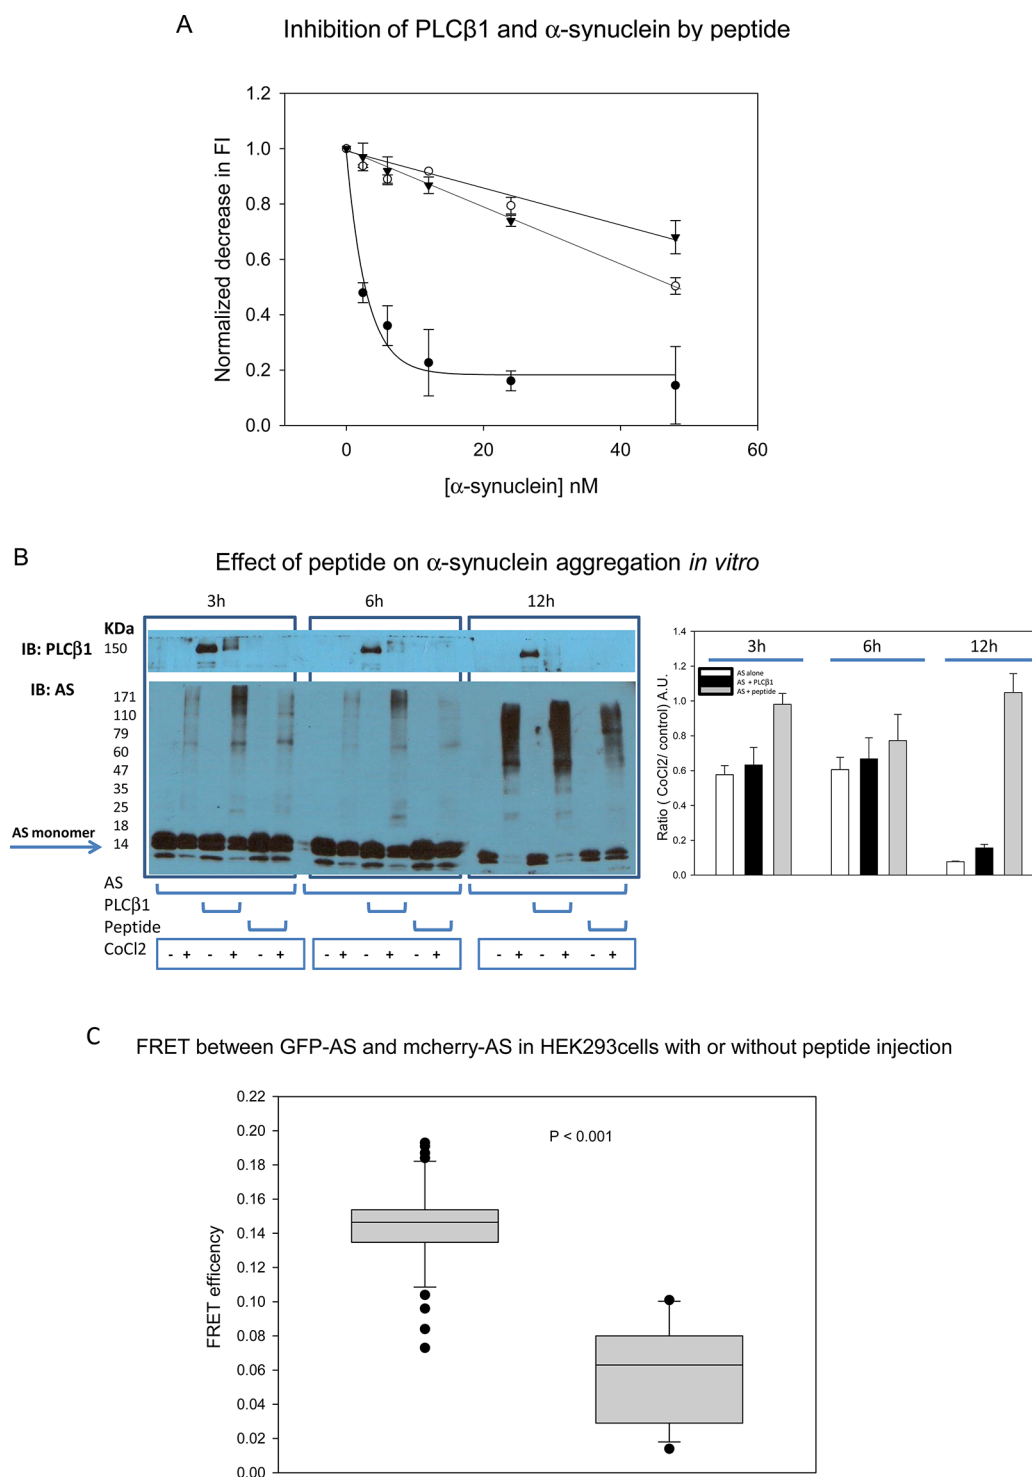 A
Inhibition of PLCβ1 and α-synuclein by peptide
1.2
1.0
0.8
0.6
0.4
0.2
0.0
Normalized decrease in FI
0 20 40 60
[α-synuclein] nM
B
Effect of peptide on α-synuclein aggregation in vitro
3h 6h 12h
KDa
IB: PLCβ1 150
IB: AS
171
110
79
60
47
35
25
18
AS monomer 14
AS
PLCβ1
Peptide
CoCl2 - + - + - + - + - + - + - + - + - +
1.4
1.2
1.0
0.8
0.6
0.4
0.2
0.0
Ratio ( CoCl2/ control) A.U.
3h 6h 12h
AS alone
AS + PLCβ1
AS + peptide
C
FRET between GFP-AS and mcherry-AS in HEK293cells with or without peptide injection
0.22
0.20
0.18
0.16
0.14
0.12
0.10
0.08
0.06
0.04
0.02
0.00
FRET efficency
P < 0.001